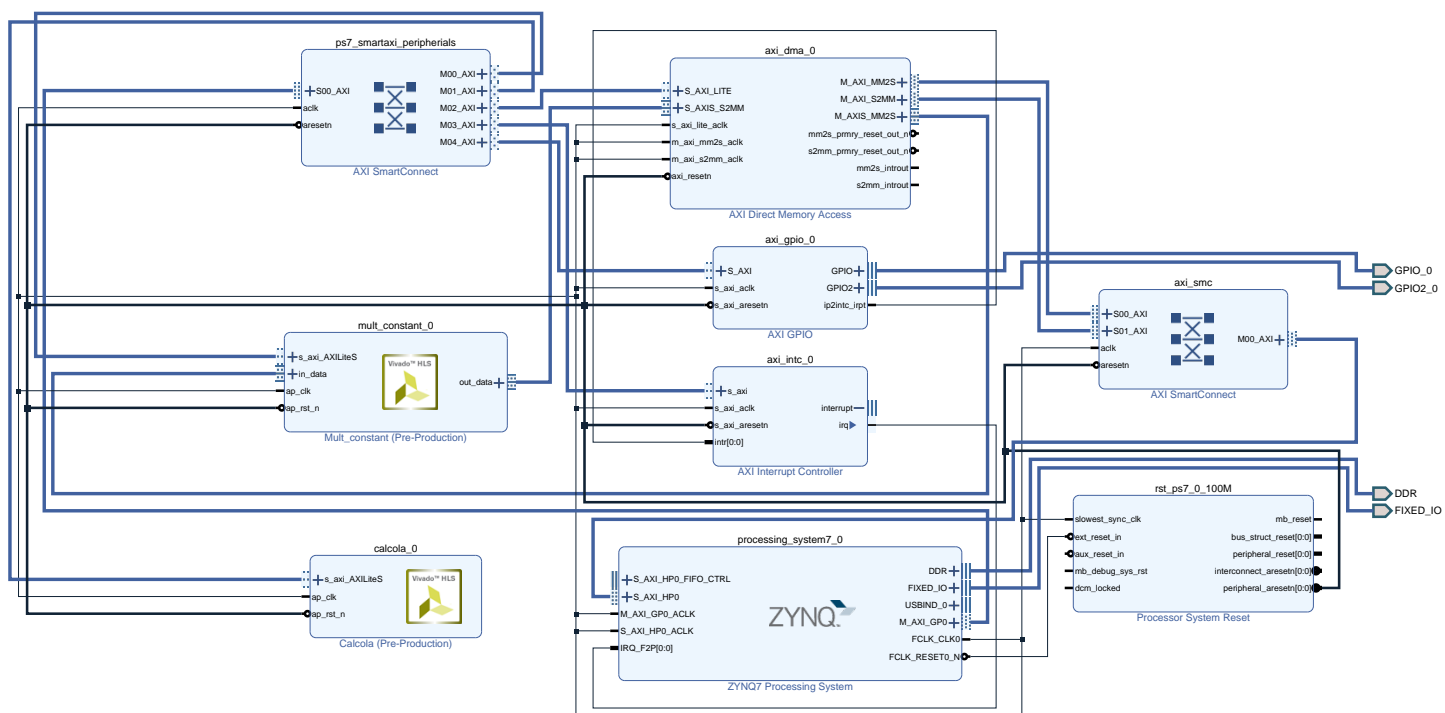 ps7_smartaxi_peripherials
S00_AXI
aclk
aresetn
M00_AXI
M01_AXI
M02_AXI
M03_AXI
M04_AXI
AXI SmartConnect
axi_dma_0
S_AXI_LITE
S_AXIS_S2MM
s_axi_lite_aclk
m_axi_mm2s_aclk
m_axi_s2mm_aclk
axi_resetn
M_AXI_MM2S
M_AXI_S2MM
M_AXIS_MM2S
mm2s_prmry_reset_out_n
s2mm_prmry_reset_out_n
mm2s_introut
s2mm_introut
AXI Direct Memory Access
axi_gpio_0
S_AXI
s_axi_aclk
s_axi_aresetn
GPIO
GPIO2
ip2intc_irpt
AXI GPIO
GPIO_0
GPIO2_0
axi_smc
S00_AXI
S01_AXI
aclk
aresetn
M00_AXI
AXI SmartConnect
mult_constant_0
s_axi_AXILiteS
in_data
ap_clk
ap_rst_n
Vivado™ HLS
out_data
Mult_constant (Pre-Production)
axi_intc_0
s_axi
s_axi_aclk
s_axi_aresetn
intr[0:0]
interrupt
irq
AXI Interrupt Controller
DDR
FIXED_IO
rst_ps7_0_100M
slowest_sync_clk
ext_reset_in
aux_reset_in
mb_debug_sys_rst
dcm_locked
mb_reset
bus_struct_reset[0:0]
peripheral_reset[0:0]
interconnect_aresetn[0:0]
peripheral_aresetn[0:0]
Processor System Reset
calcola_0
s_axi_AXILiteS
ap_clk
ap_rst_n
Vivado™ HLS
Calcola (Pre-Production)
processing_system7_0
S_AXI_HP0_FIFO_CTRL
S_AXI_HP0
M_AXI_GP0_ACLK
S_AXI_HP0_ACLK
IRQ_F2P[0:0]
ZYNQ
DDR
FIXED_IO
USBIND_0
M_AXI_GP0
FCLK_CLK0
FCLK_RESET0_N
ZYNQ7 Processing System